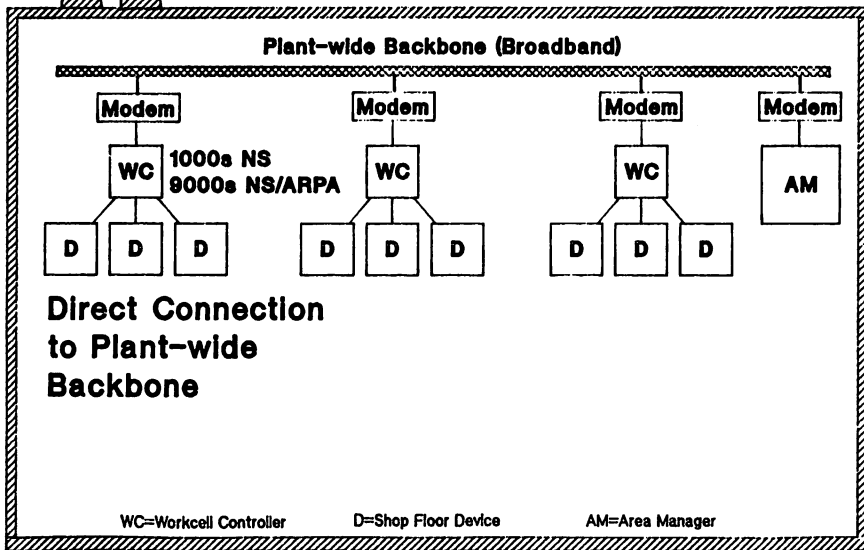 Plant-wide Backbone (Broadband)
Modem Modem Modem Modem
WC 1000s NS
9000s NS/ARPA
WC WC AM
D D D D D D D D D
Direct Connection
to Plant-wide
Backbone
WC=Workcell Controller D=Shop Floor Device AM=Area Manager